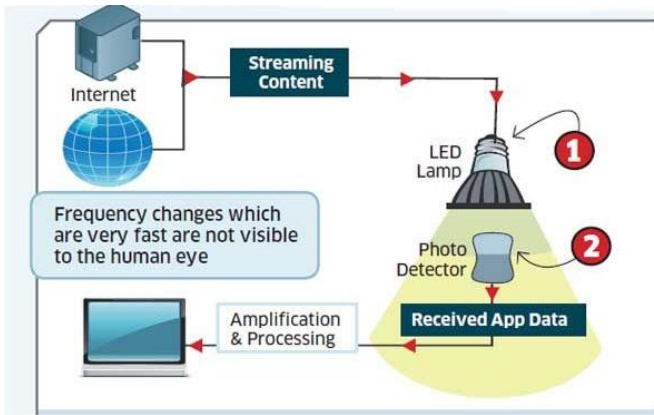 Internet
Streaming
Content
LED
Lamp
1
Frequency changes which
are very fast are not visible
to the human eye
Photo
Detector
2
Received App Data
Amplification
& Processing